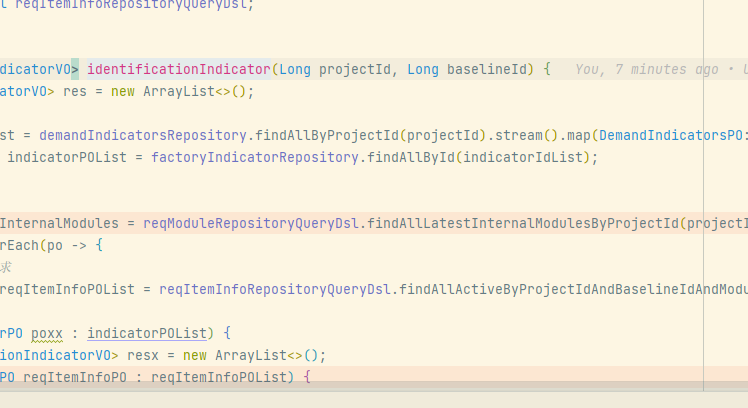 reqItemInfoRepositoryQueryDsl;
dicatorVO> identificationIndicator(Long projectId, Long baselineId) { You, 7 minutes ago •
atorVO> res = new ArrayList<>();
st = demandIndicatorsRepository.findAllByProjectId(projectId).stream().map(DemandIndicatorsPO:
indicatorPOList = factoryIndicatorRepository.findAllById(indicatorIdList);
InternalModules = reqModuleRepositoryQueryDsl.findAllLatestInternalModulesByProjectId(projectI
rEach(po -> {
求
reqItemInfoPOList = reqItemInfoRepositoryQueryDsl.findAllActiveByProjectIdAndBaselineIdAndModu
rPO poxx : indicatorPOList) {
ionIndicatorVO> resx = new ArrayList<>();
PO reqItemInfoPO : reqItemInfoPOList) {